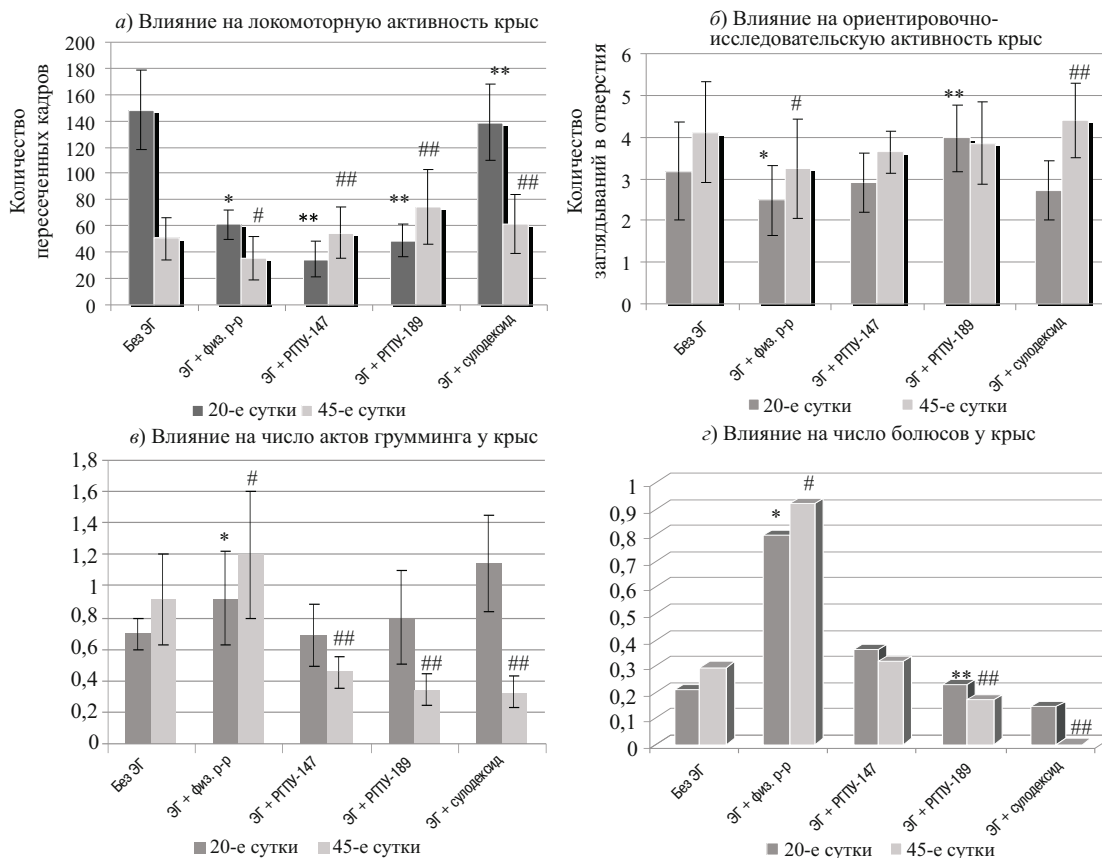 а) Влияние на локомоторную активность крыс
Количество
пересеченных кадров
200
180
160
140
120
100
80
60
40
20
0
*
#
**
##
**
##
**
##
Без ЭГ
ЭГ + физ. р-р
ЭГ + РГПУ-147
ЭГ + РГПУ-189
ЭГ + сулодексид
20-е сутки 45-е сутки
б) Влияние на ориентировочно-
исследовательскую активность крыс
Количество
заглядываний в отверстия
6
5
4
3
2
1
0
*
#
**
##
Без ЭГ
ЭГ + физ. р-р
ЭГ + РГПУ-147
ЭГ + РГПУ-189
ЭГ + сулодексид
20-е сутки 45-е сутки
в) Влияние на число актов грумминга у крыс
1,8
1,6
1,4
1,2
1
0,8
0,6
0,4
0,2
0
*
#
##
##
##
Без ЭГ
ЭГ + физ. р-р
ЭГ + РГПУ-147
ЭГ + РГПУ-189
ЭГ + сулодексид
20-е сутки 45-е сутки
г) Влияние на число болюсов у крыс
1
0,9
0,8
0,7
0,6
0,5
0,4
0,3
0,2
0,1
0
*
#
**
##
##
Без ЭГ
ЭГ + физ. р-р
ЭГ + РГПУ-147
ЭГ + РГПУ-189
ЭГ + сулодексид
20-е сутки 45-е сутки